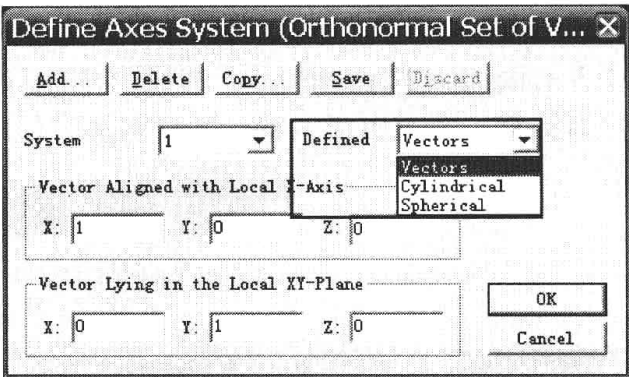 Define Axes System (Orthonormal Set of V...
Add... Delete Copy... Save Discard
System 1 Defined Vectors
Vectors
Cylindrical
Spherical
Vector Aligned with Local X-Axis
X: 1 Y: 0 Z: 0
Vector Lying in the Local XY-Plane
X: 0 Y: 1 Z: 0
OK
Cancel